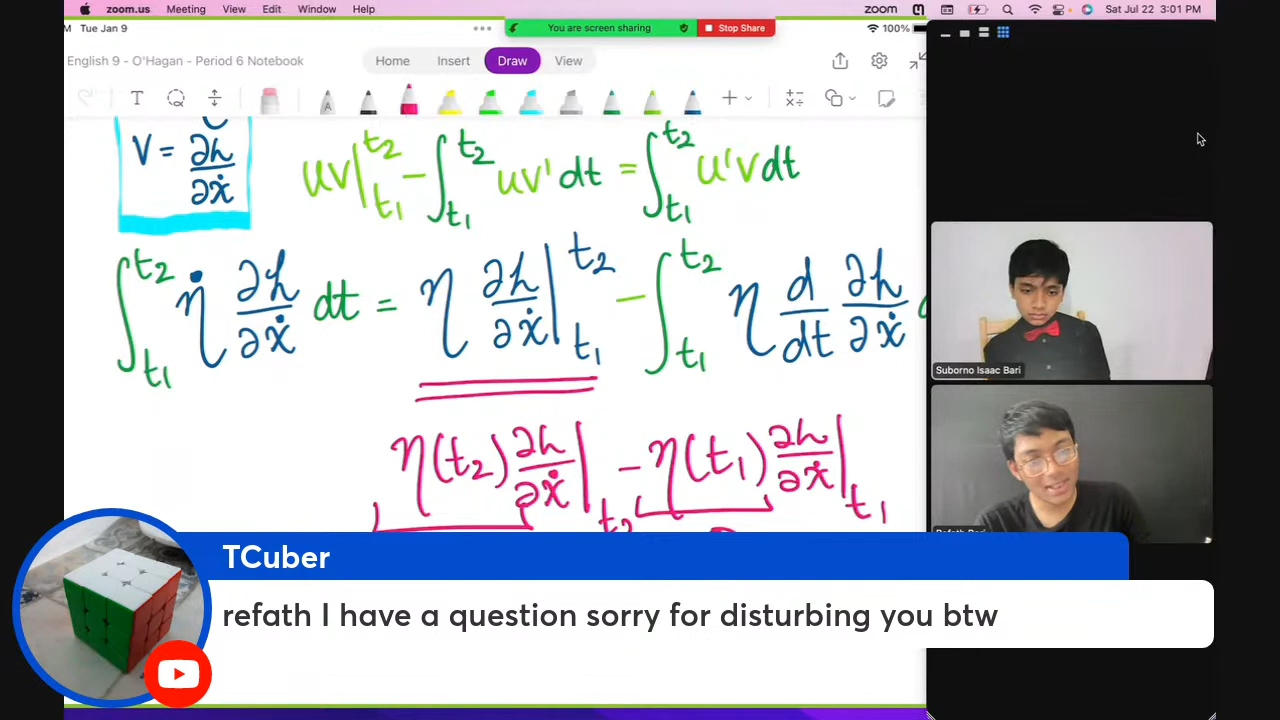 zoom.us Meeting View Edit Window Help zoom Sat Jul 22 3:01 PM
Tue Jan 9 You are screen sharing Stop Share 100%
English 9 - O'Hagan - Period 6 Notebook Home Insert Draw View
V = ∂L/∂ẋ
uv|_{t₁}^{t₂} − ∫_{t₁}^{t₂} uv' dt = ∫_{t₁}^{t₂} u'v dt
∫_{t₁}^{t₂} η̇ ∂L/∂ẋ dt = η ∂L/∂ẋ |_{t₁}^{t₂} − ∫_{t₁}^{t₂} η d/dt ∂L/∂ẋ
η(t₂) ∂L/∂ẋ |_{t₂} − η(t₁) ∂L/∂ẋ |_{t₁}
Suborno Isaac Bari
Refath Bari
TCuber
refath I have a question sorry for disturbing you btw